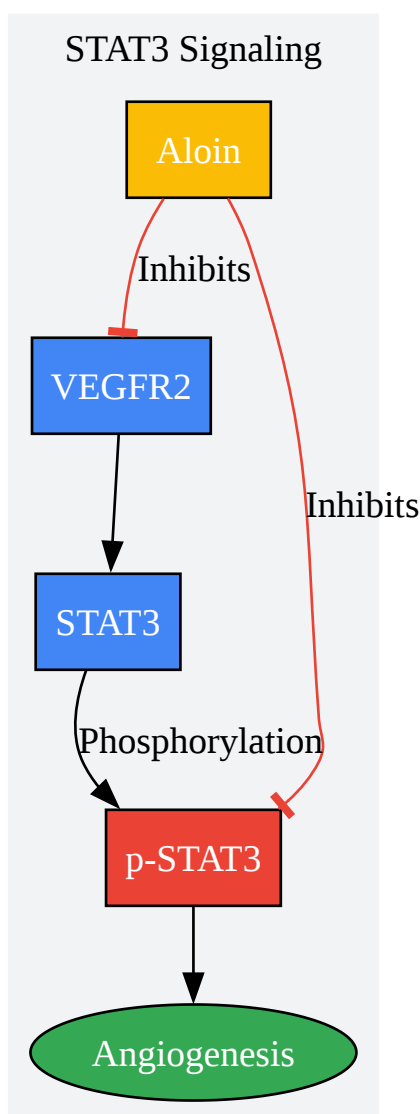 STAT3 Signaling
Aloin
Inhibits
VEGFR2
Inhibits
STAT3
Phosphorylation
p-STAT3
Angiogenesis